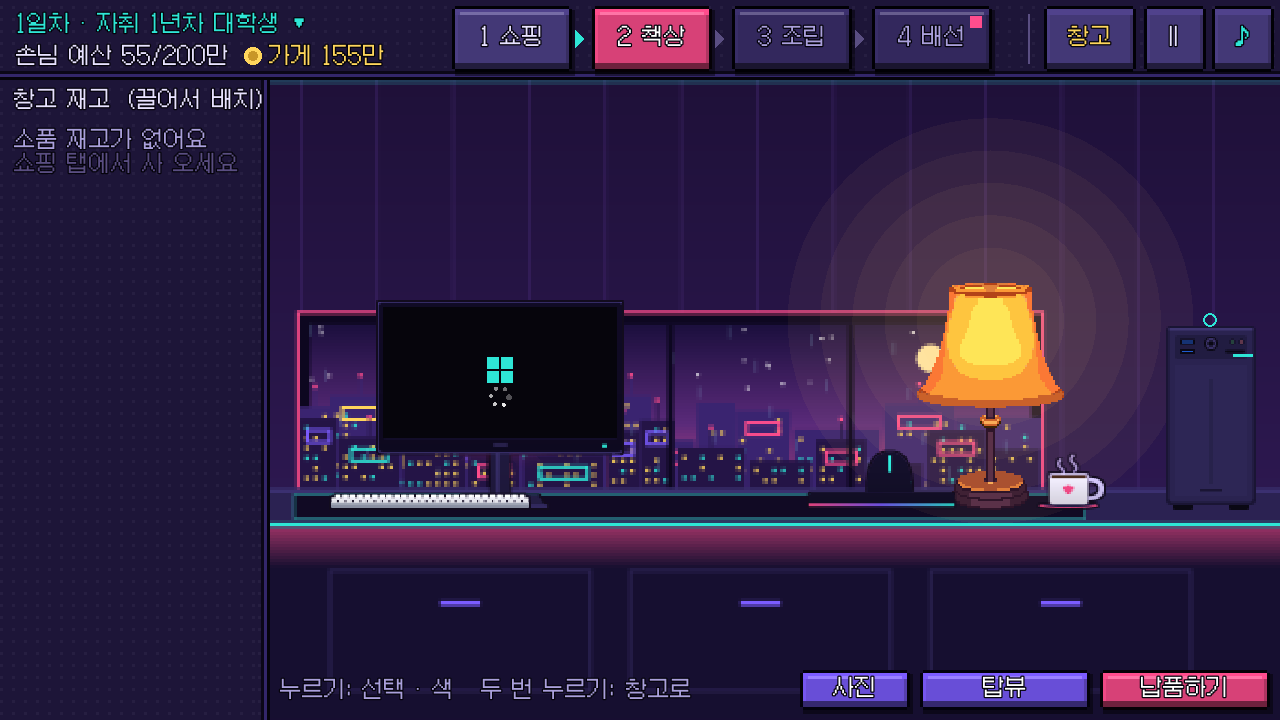 1일차 · 자취 1년차 대학생 ▼
손님 예산 55/200만 가게 155만
1 쇼핑
2 책상
3 조립
4 배선
창고
Ⅱ
♪
창고 재고 (끌어서 배치)
소품 재고가 없어요
쇼핑 탭에서 사 오세요
누르기: 선택 · 색 두 번 누르기: 창고로
사진
탑뷰
납품하기